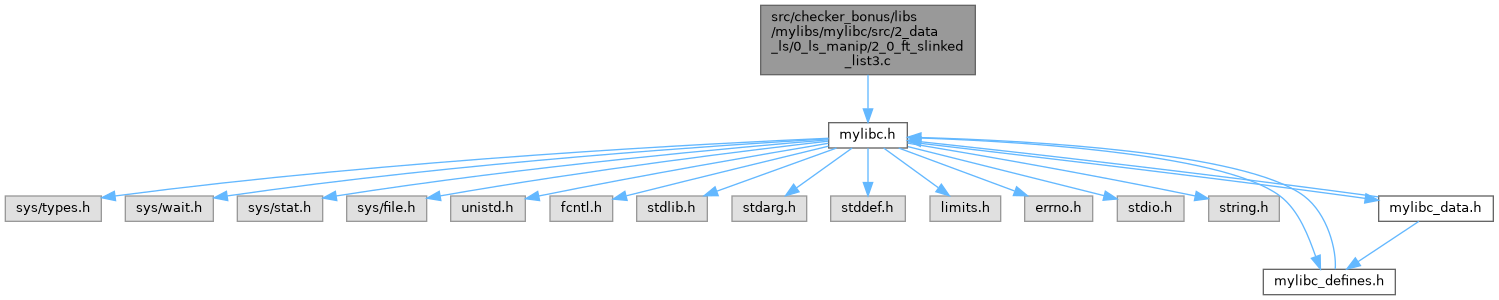 src/checker_bonus/libs
/mylibs/mylibc/src/2_data
_ls/0_ls_manip/2_0_ft_slinked
_list3.c
mylibc.h
sys/types.h
sys/wait.h
sys/stat.h
sys/file.h
unistd.h
fcntl.h
stdlib.h
stdarg.h
stddef.h
limits.h
errno.h
stdio.h
string.h
mylibc_data.h
mylibc_defines.h